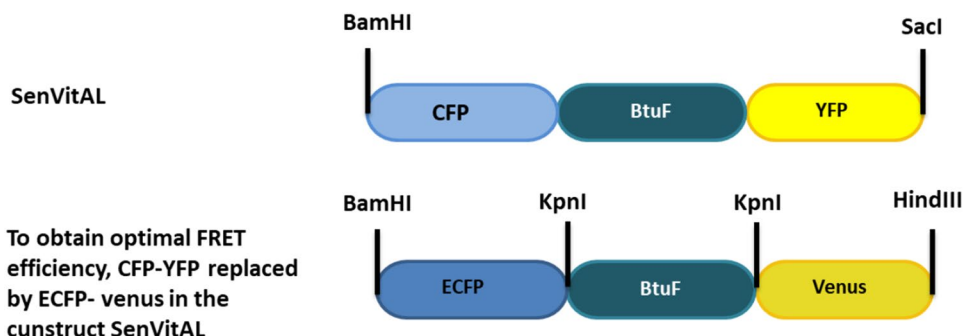 BamHI
SacI
SenVitAL
CFP
BtuF
YFP
BamHI
KpnI
KpnI
HindIII
To obtain optimal FRET
efficiency, CFP-YFP replaced
by ECFP- venus in the
cunstruct SenVitAL
ECFP
BtuF
Venus